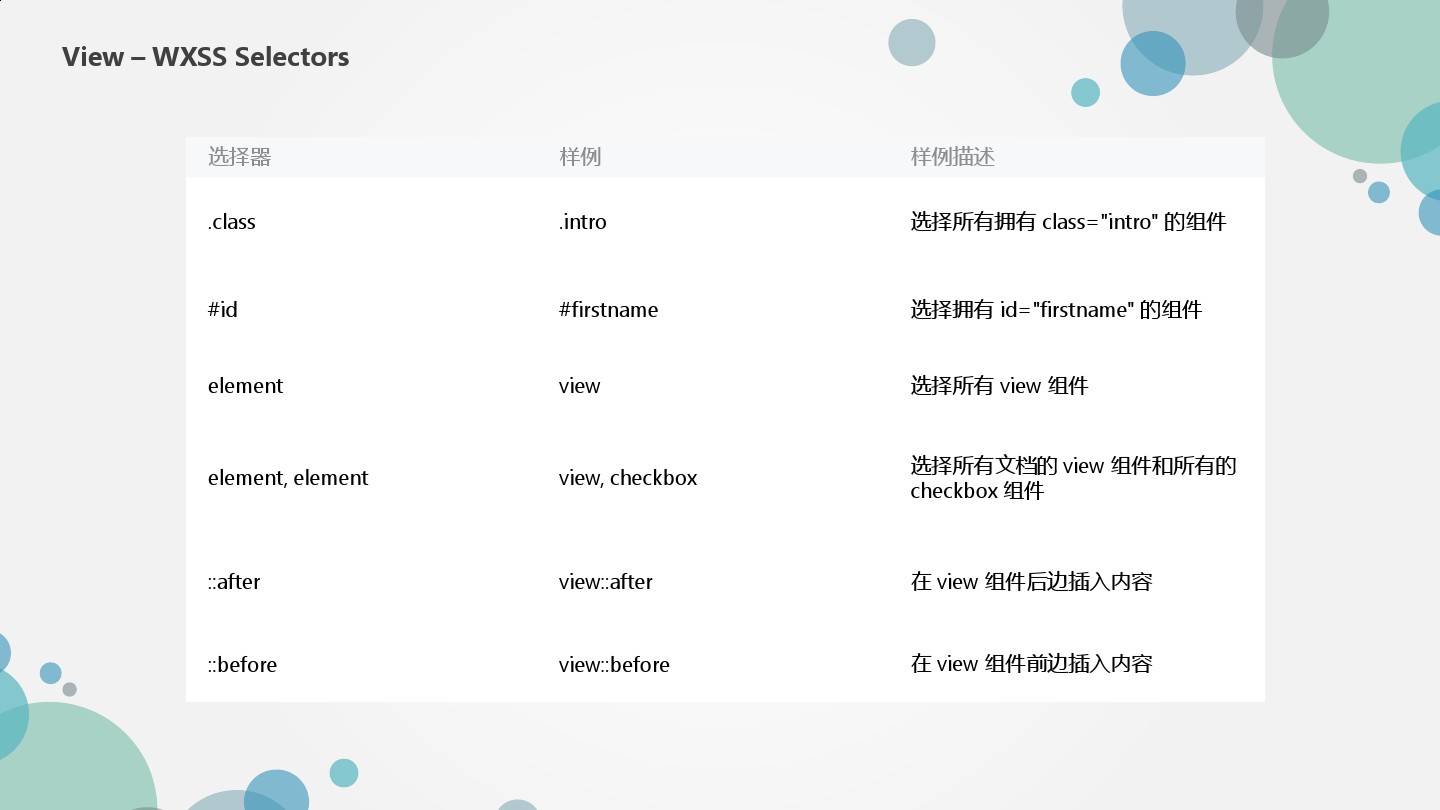 View – WXSS Selectors
选择器 样例 样例描述
.class .intro 选择所有拥有 class="intro" 的组件
#id #firstname 选择拥有 id="firstname" 的组件
element view 选择所有 view 组件
element, element view, checkbox 选择所有文档的 view 组件和所有的
checkbox 组件
::after view::after 在 view 组件后边插入内容
::before view::before 在 view 组件前边插入内容